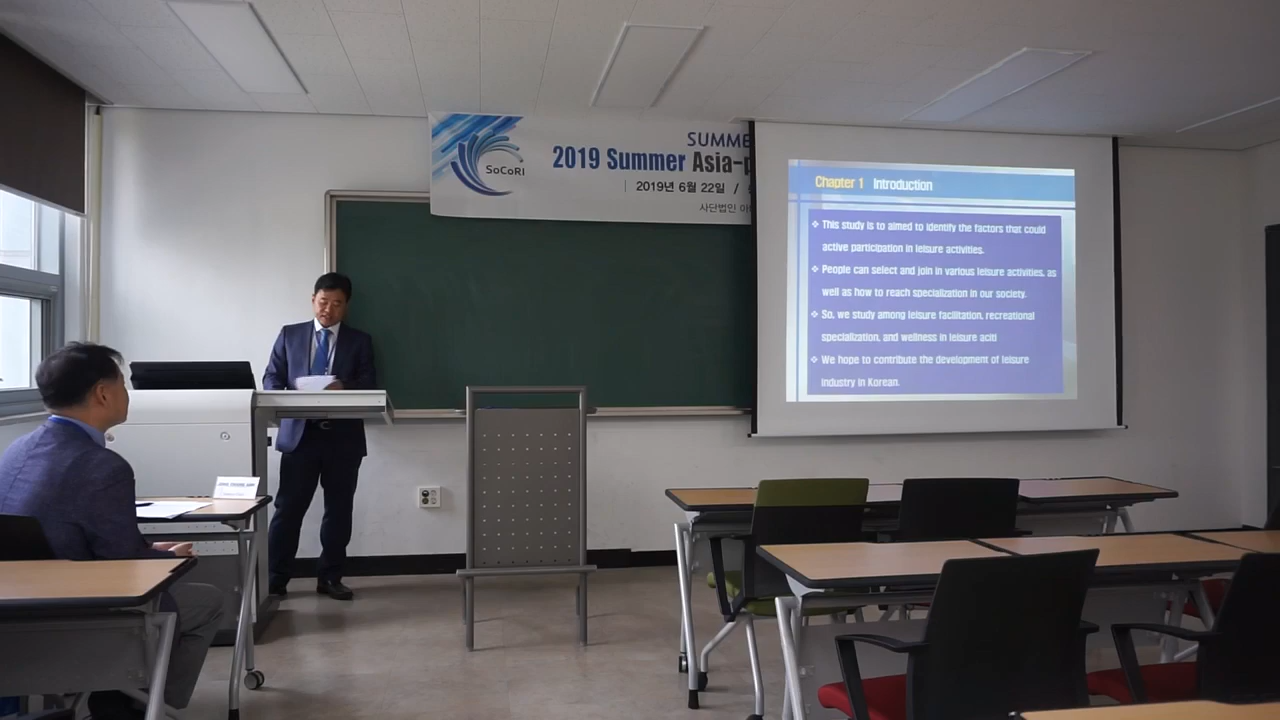 SoCoRI
SUMME
2019 Summer Asia-p
2019년 6월 22일 /
사단법인
Chapter 1 Introduction
❖ This study is to aimed to identify the factors that could
active participation in leisure activities.
❖ People can select and join in various leisure activities, as
well as how to reach specialization in our society.
❖ So, we study among leisure facilitation, recreational
specialization, and wellness in leisure aciti
❖ We hope to contribute the development of leisure
industry in Korean.